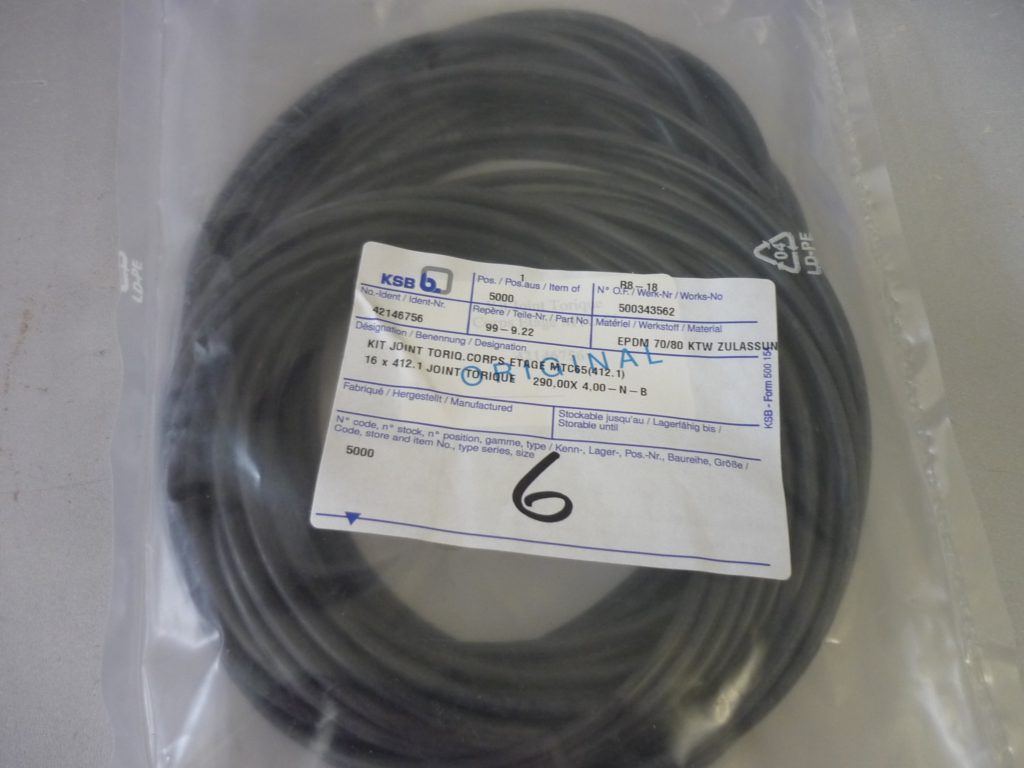 KSB b.
Pos. / Pos.aus / Item of
1
5000
R8-18
N° O.F. / Werk-Nr / Works-No
500343562
No.-Ident / Ident-Nr.
42146756
Repère / Teile-Nr. / Part No
99-9.22
Matériel / Werkstoff / Material
EPDM 70/80 KTW ZULASSUN
Désignation / Benennung / Designation
KIT JOINT TORIQ.CORPS ETAGE MTC65(412.1)
16 x 412.1 JOINT TORIQUE 290.00X 4.00-N-B
ORIGINAL
Fabriqué / Hergestellt / Manufactured
Stockable jusqu'au / Lagerfähig bis /
Storable until
N° code, n° stock, n° position, gamme, type / Kenn-, Lager-, Pos.-Nr., Baureihe, Größe /
Code, store and item No., type series, size
5000
6
KSB - Form 500 154
04
LD-PE
LD-PE